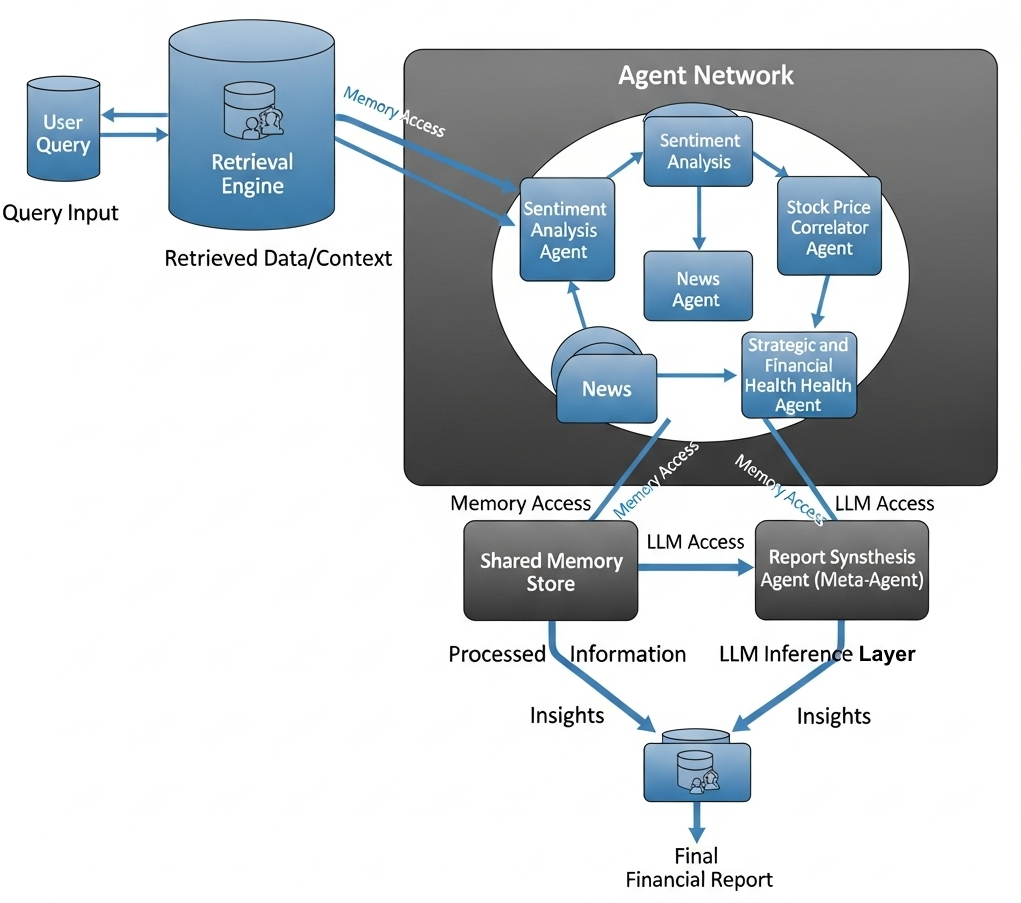 Agent Network
User
Query
Query Input
Retrieval
Engine
Retrieved Data/Context
Memory Access
Sentiment
Analysis
Sentiment
Analysis
Agent
Stock Price
Correlator
Agent
News
Agent
News
Strategic and
Financial
Health Health
Agent
Memory Access
Memory Access
Memory Access
LLM Access
Shared Memory
Store
LLM Access
Report Synsthesis
Agent (Meta-Agent)
Processed Information
LLM Inference Layer
Insights
Insights
Final
Financial Report